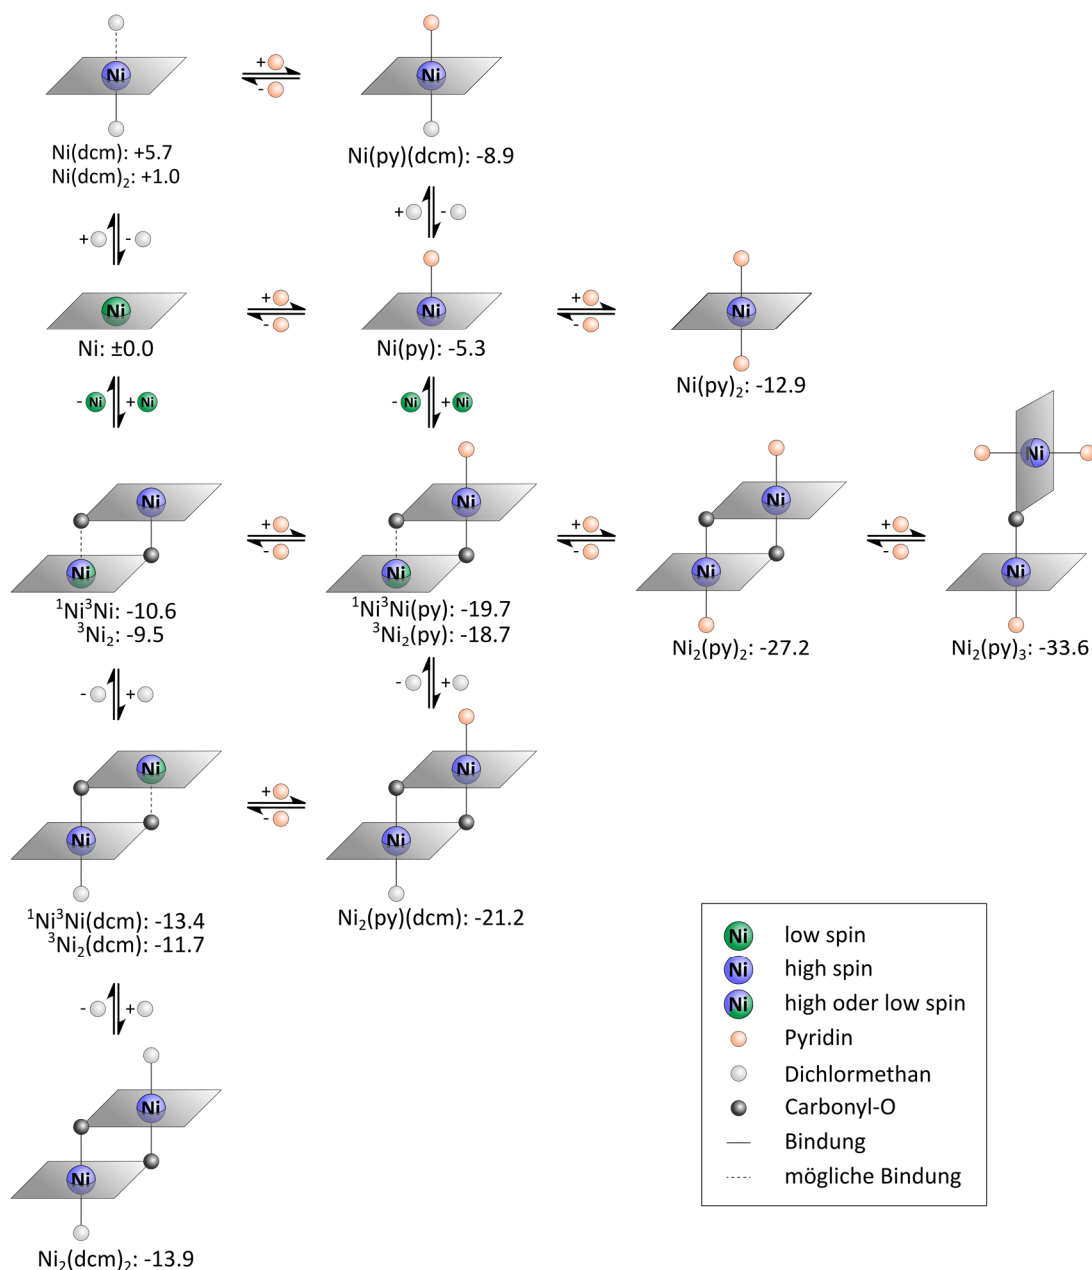 Ni
Ni
+
-
Ni(dcm): +5.7
Ni(dcm)₂: +1.0
Ni(py)(dcm): -8.9
+ -
+ -
Ni
Ni
Ni
+
-
+
-
Ni: ±0.0
Ni(py): -5.3
Ni(py)₂: -12.9
- Ni + Ni
- Ni + Ni
Ni
Ni
Ni
Ni
+
-
+
-
+
-
Ni
Ni
Ni
Ni
¹Ni³Ni: -10.6
³Ni₂: -9.5
¹Ni³Ni(py): -19.7
³Ni₂(py): -18.7
Ni₂(py)₂: -27.2
Ni₂(py)₃: -33.6
- +
- +
Ni
Ni
+
-
Ni
Ni
¹Ni³Ni(dcm): -13.4
³Ni₂(dcm): -11.7
Ni₂(py)(dcm): -21.2
- +
Ni
Ni
Ni₂(dcm)₂: -13.9
Ni low spin
Ni high spin
Ni high oder low spin
Pyridin
Dichlormethan
Carbonyl-O
Bindung
mögliche Bindung